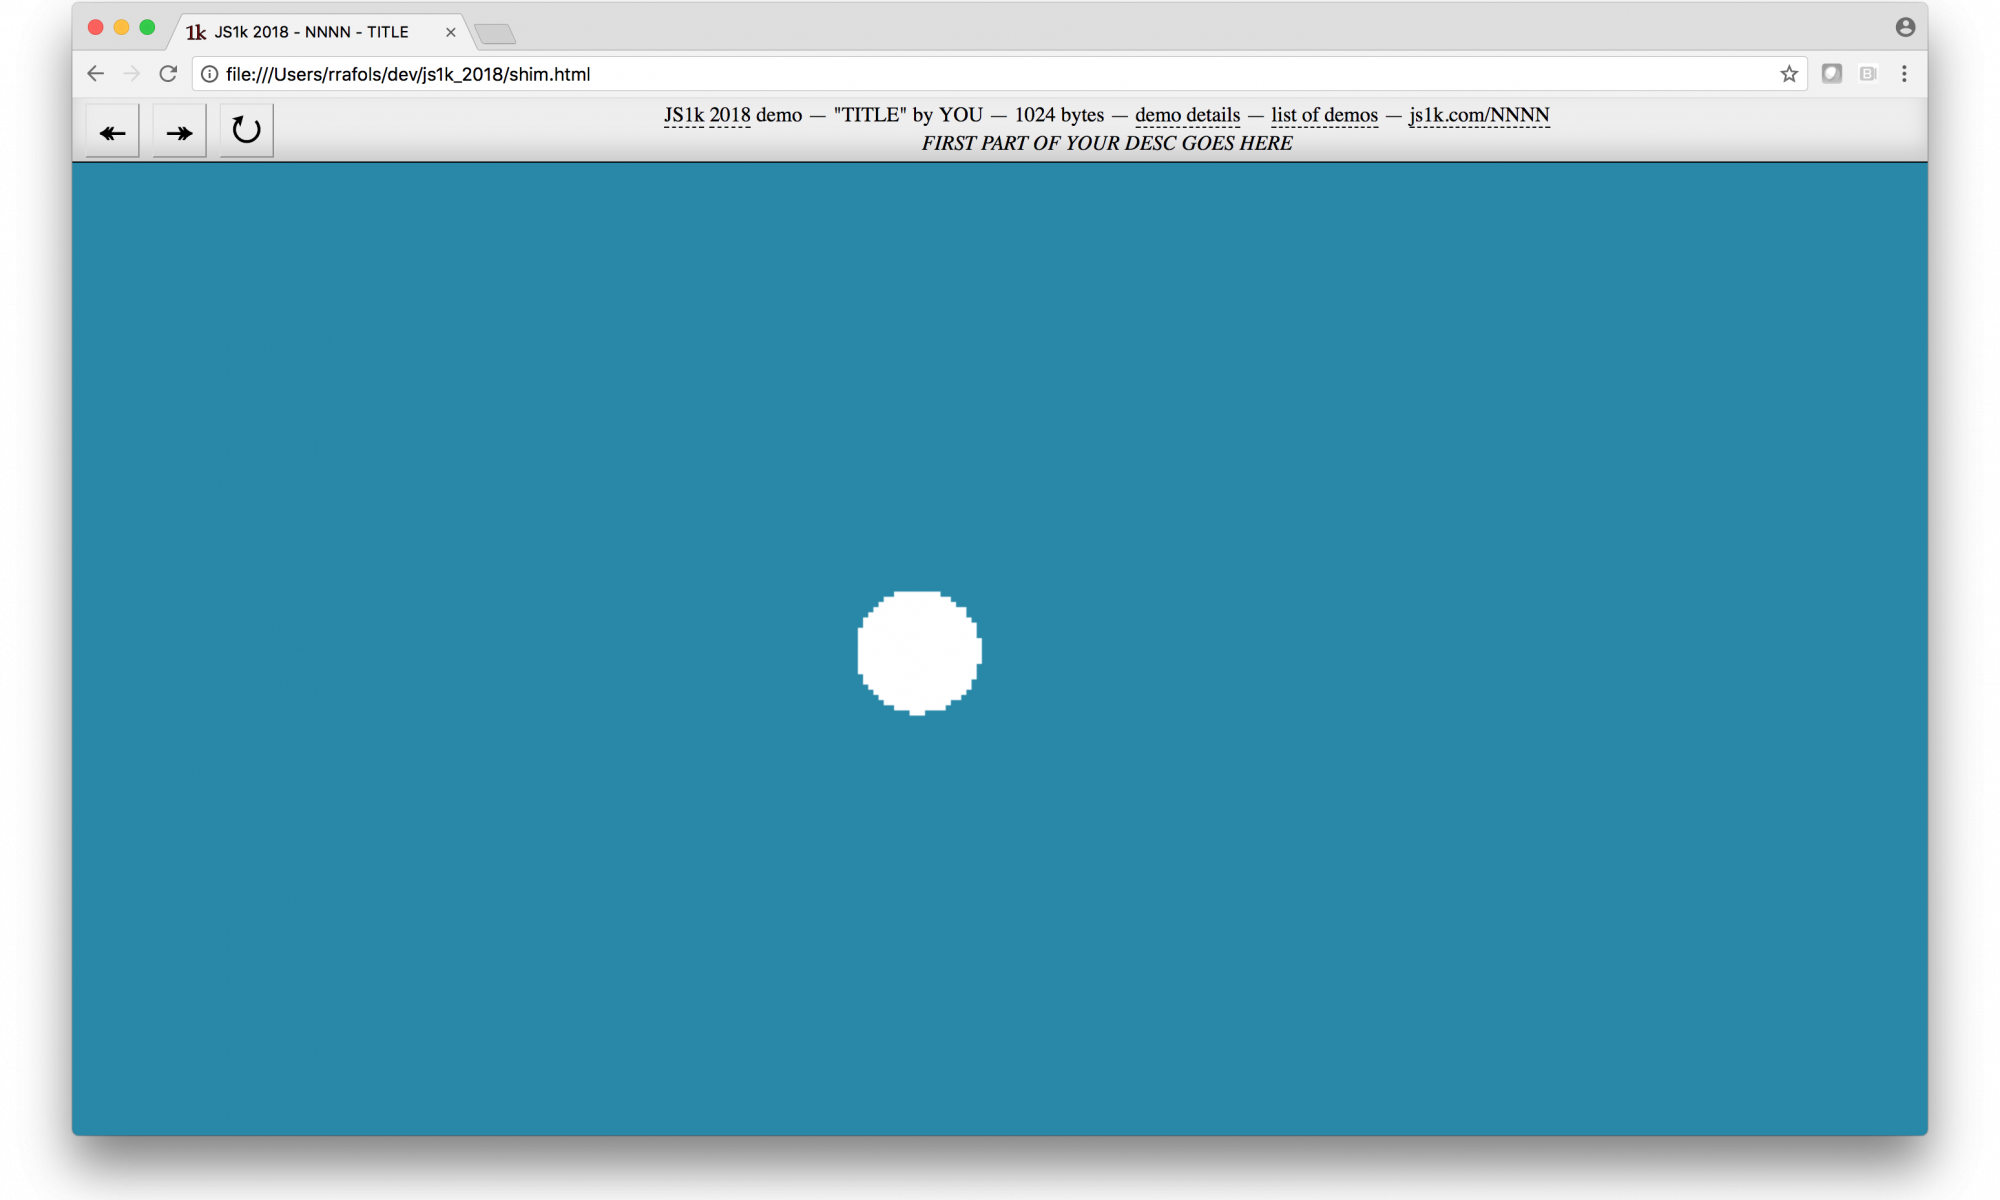 1k JS1k 2018 - NNNN - TITLE
file:///Users/rrafols/dev/js1k_2018/shim.html
JS1k 2018 demo — "TITLE" by YOU — 1024 bytes — demo details — list of demos — js1k.com/NNNN
FIRST PART OF YOUR DESC GOES HERE